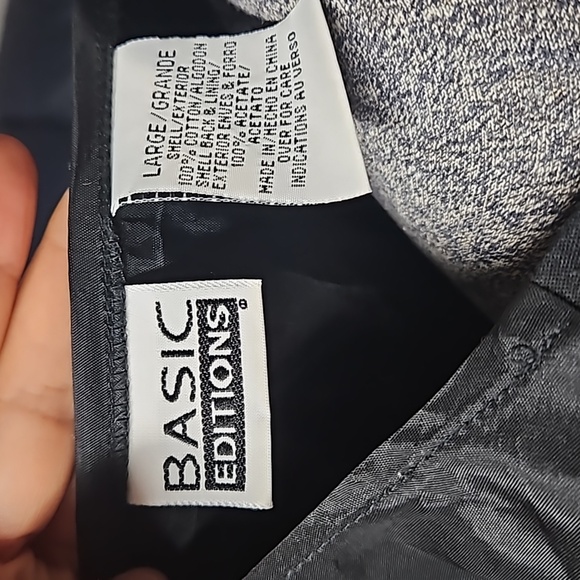 LARGE/GRANDE
SHELL/EXTERIOR
100% COTTON/ALGODON
SHELL BACK & LINING/
EXTERIOR ENVES & FORRO
100% ACETATE/
ACETATO
MADE IN/HECHO EN CHINA
OVER FOR CARE
INDICATIONS AU VERSO
BASIC
EDITIONS®